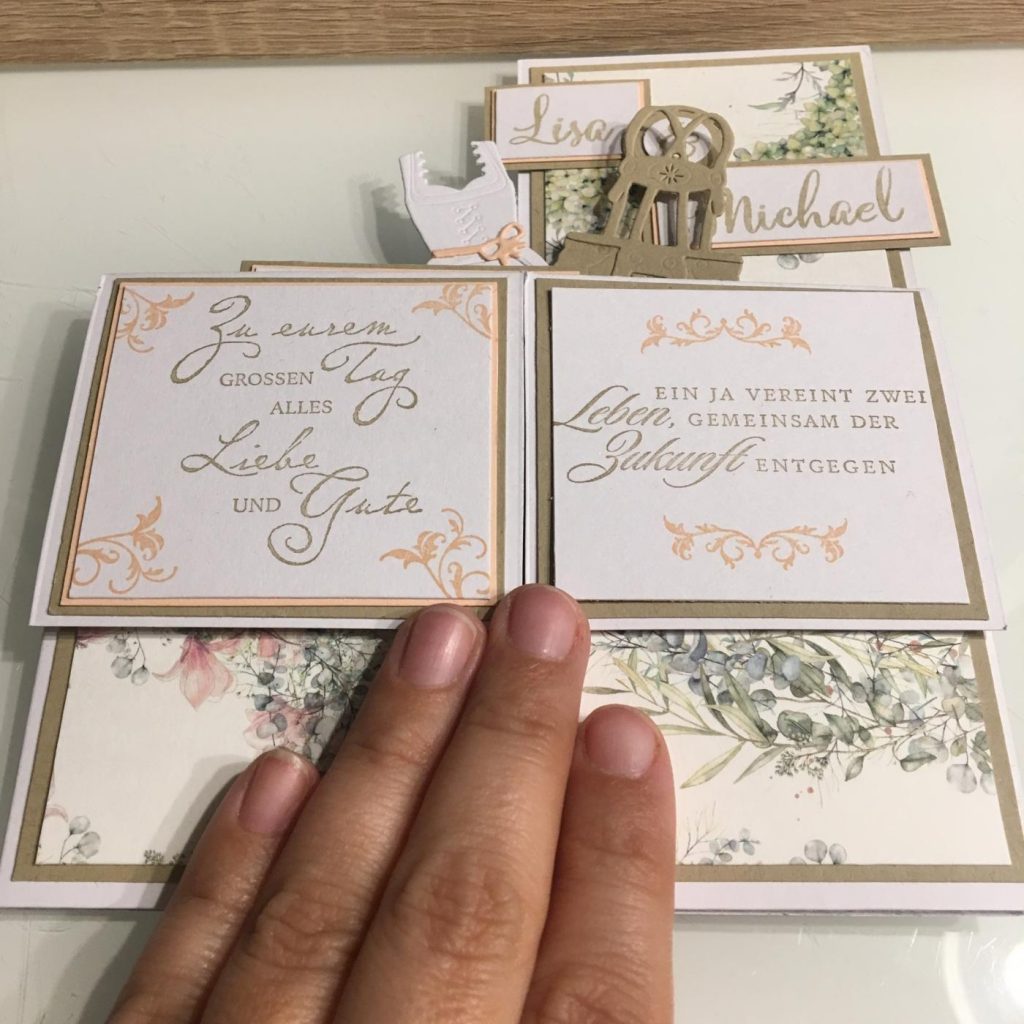 Lisa
Michael
Zu eurem
GROSSEN Tag
ALLES
Liebe
UND Gute
EIN JA VEREINT ZWEI
Leben, GEMEINSAM DER
Zukunft ENTGEGEN